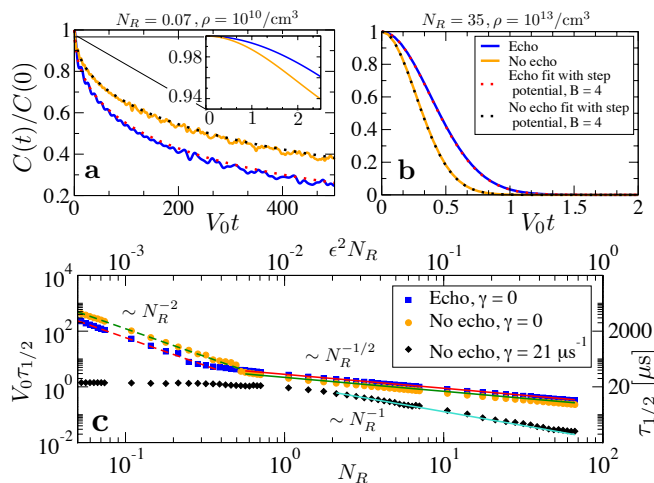 N_R = 0.07, ρ = 10^10/cm^3
N_R = 35, ρ = 10^13/cm^3
C(t)/C(0)
1
0.8
0.6
0.4
0.2
0.98
0.94
0 1 2
a
0 200 400
V_0t
1
0.8
0.6
0.4
0.2
0
Echo
No echo
Echo fit with step
potential, B = 4
No echo fit with step
potential, B = 4
b
0 0.5 1 1.5 2
V_0t
ϵ^2N_R
10^-3 10^-2 10^-1 10^0
V_0τ_1/2
10^4
10^2
10^0
10^-2
~ N_R^-2
~ N_R^-1/2
~ N_R^-1
Echo, γ = 0
No echo, γ = 0
No echo, γ = 21 μs^-1
2000
20
τ_1/2 [μs]
c
10^-1 10^0 10^1 10^2
N_R